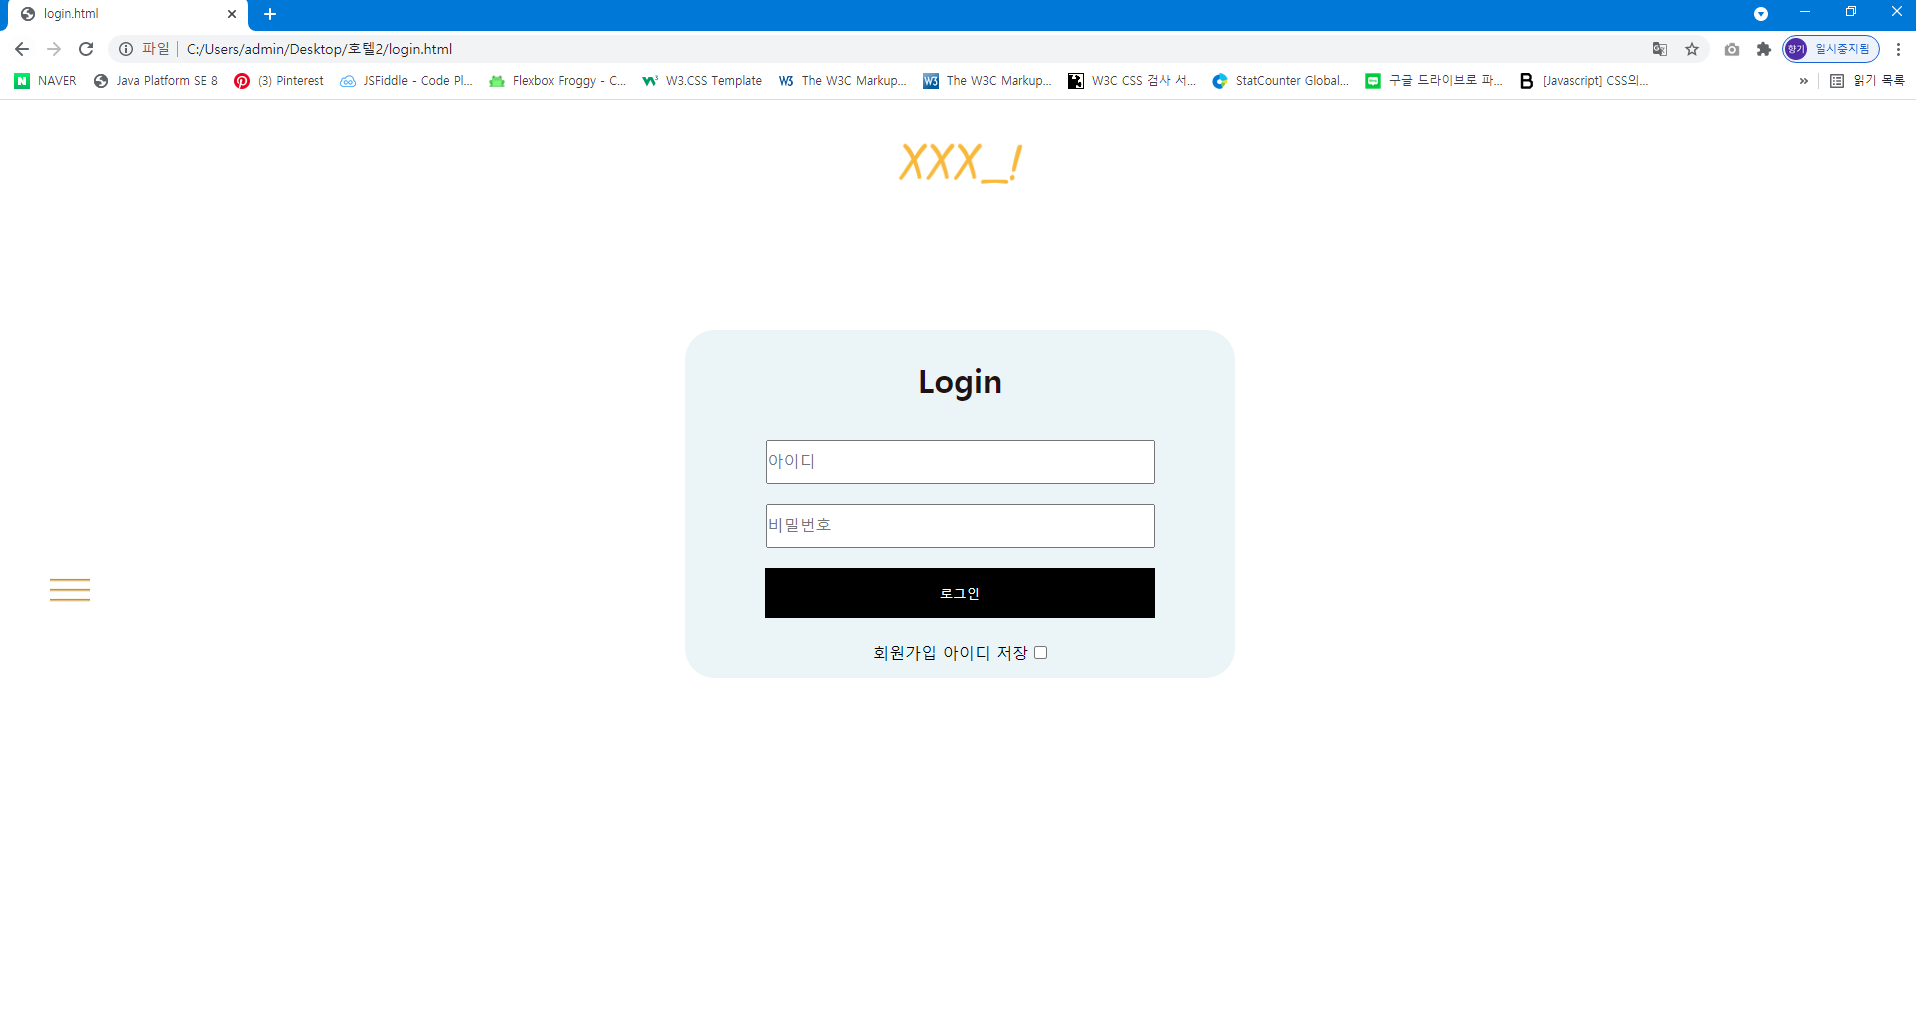 login.html
파일 C:/Users/admin/Desktop/호텔2/login.html 향기 일시중지됨
NAVER Java Platform SE 8 (3) Pinterest JSFiddle - Code Pl... Flexbox Froggy - C... W3.CSS Template The W3C Markup... The W3C Markup... W3C CSS 검사 서... StatCounter Global... 구글 드라이브로 파... [Javascript] CSS의... » 읽기 목록
XXX_!
Login
아이디
비밀번호
로그인
회원가입 아이디 저장